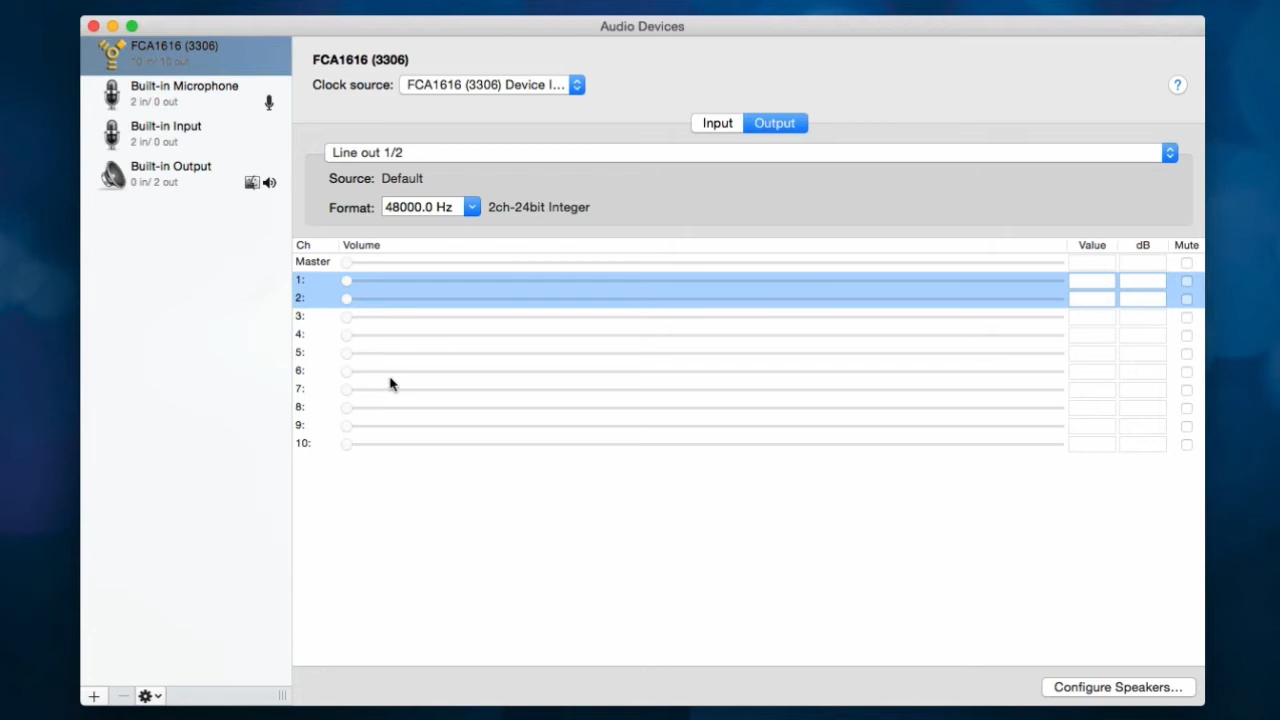 Audio Devices
FCA1616 (3306)
10 in/ 10 out
Built-in Microphone
2 in/ 0 out
Built-in Input
2 in/ 0 out
Built-in Output
0 in/ 2 out
FCA1616 (3306)
Clock source: FCA1616 (3306) Device I...
?
Input Output
Line out 1/2
Source: Default
Format: 48000.0 Hz 2ch-24bit Integer
Ch Volume Value dB Mute
Master
1:
2:
3:
4:
5:
6:
7:
8:
9:
10:
Configure Speakers...